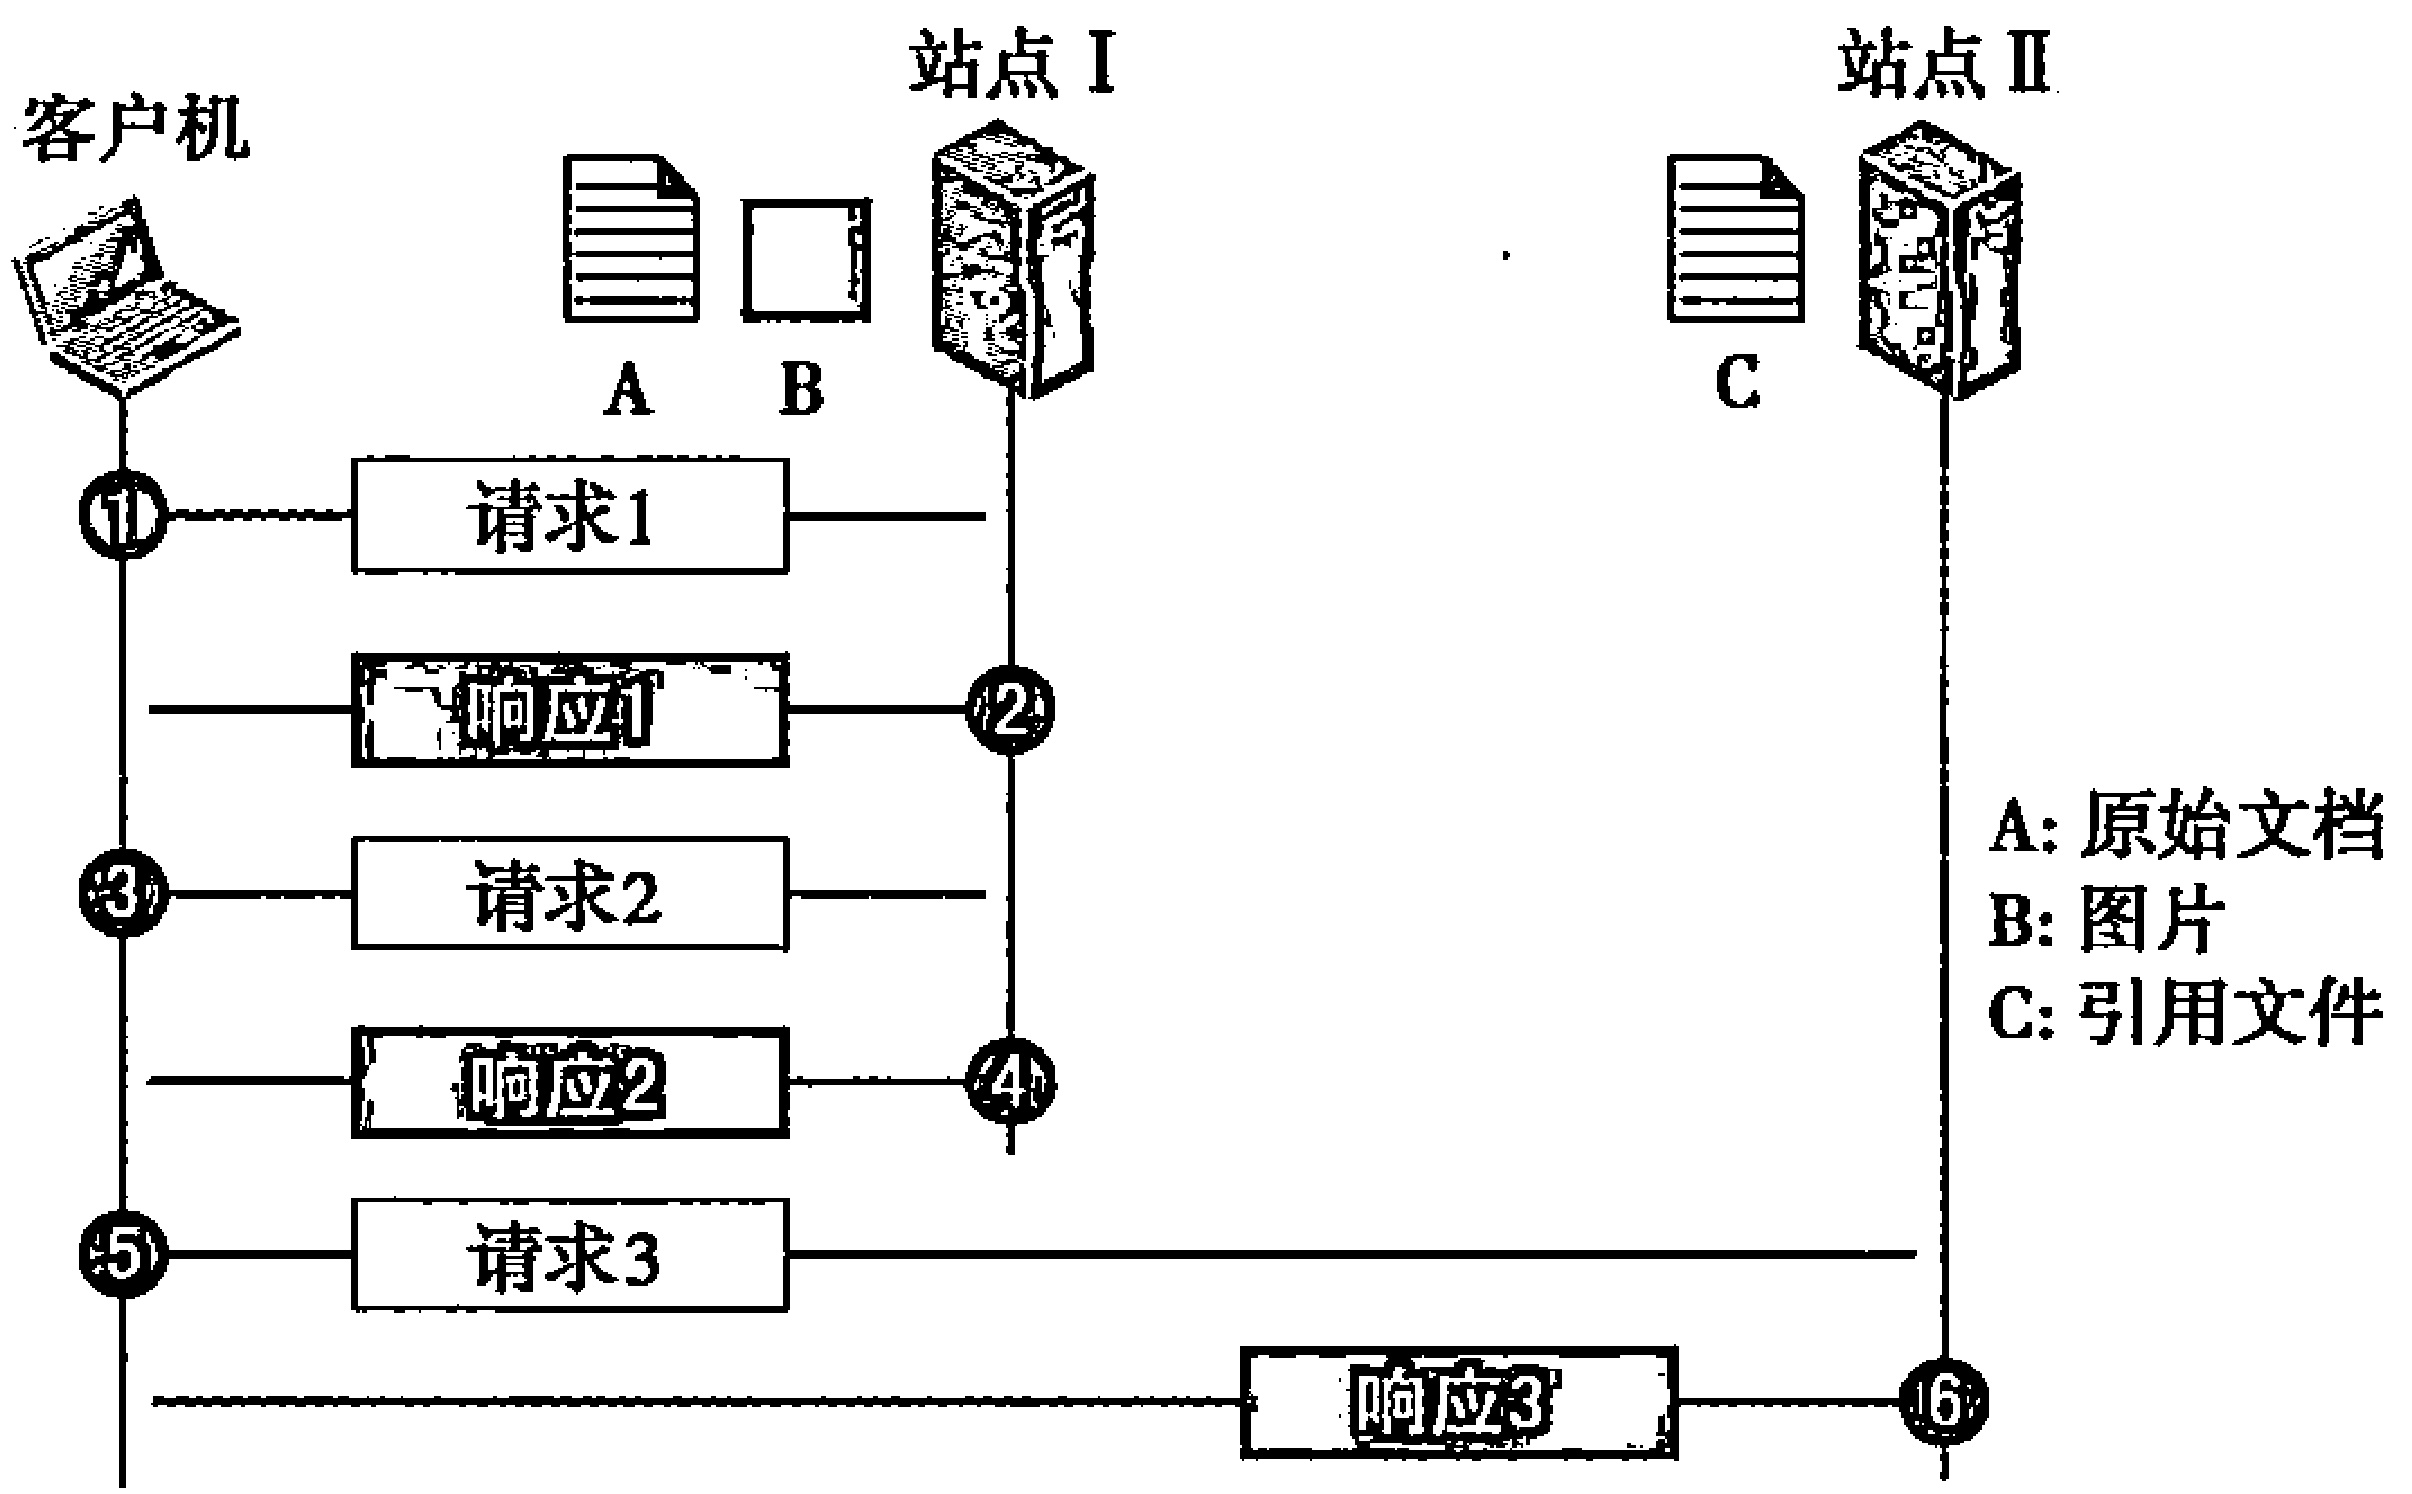 站点 I
站点 II
客户机
A
B
C
① 请求1
响应1 ②
③ 请求2
A: 原始文档
B: 图片
C: 引用文件
响应2 ④
⑤ 请求3
响应3 ⑥